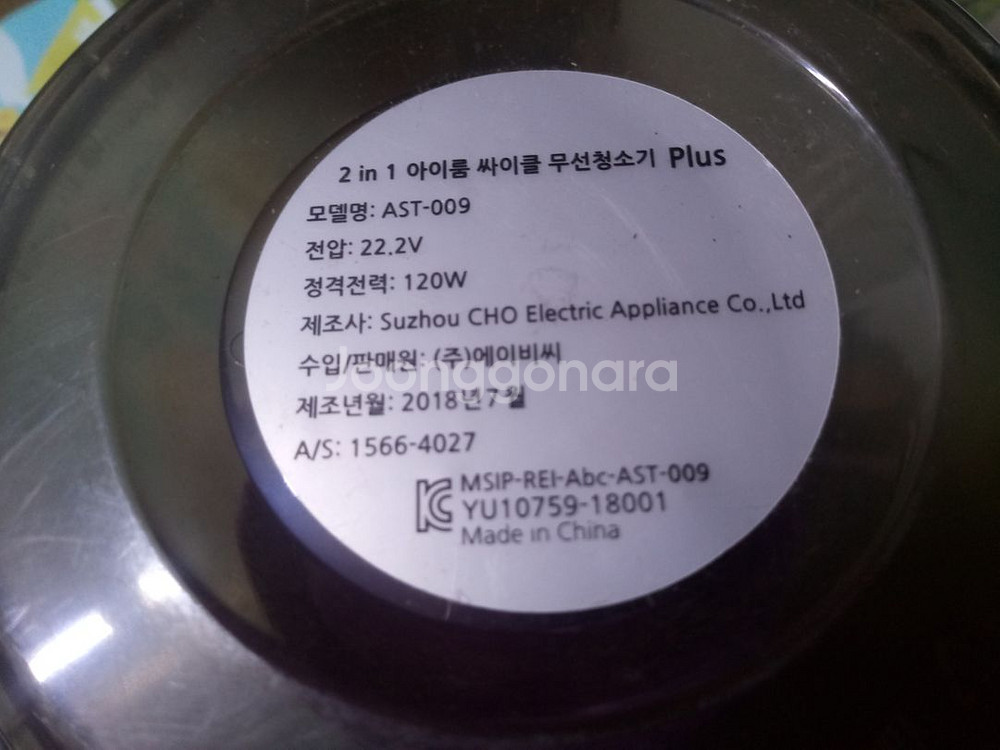 2 in 1 아이룸 싸이클 무선청소기 Plus
모델명: AST-009
전압: 22.2V
정격전력: 120W
제조사: Suzhou CHO Electric Appliance Co.,Ltd
수입/판매원: (주)에이비씨
Joonggonara
제조년월: 2018년 7월
A/S: 1566-4027
MSIP-REI-Abc-AST-009
YU10759-18001
Made in China